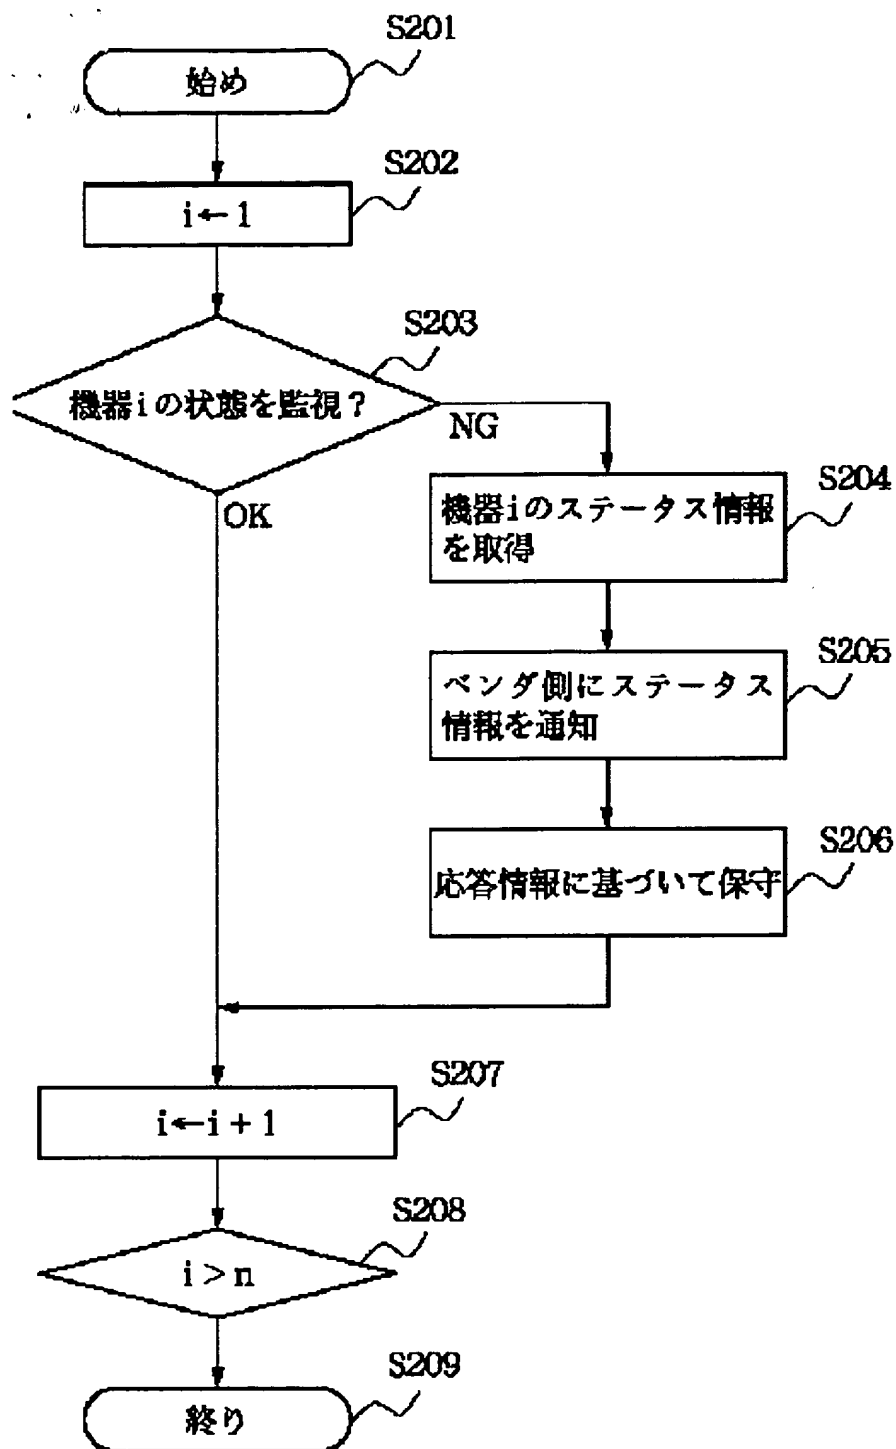 S201
始め
S202
i←1
S203
機器iの状態を監視？
NG
OK
S204
機器iのステータス情報
を取得
S205
ベンダ側にステータス
情報を通知
S206
応答情報に基づいて保守
S207
i←i+1
S208
i>n
S209
終り